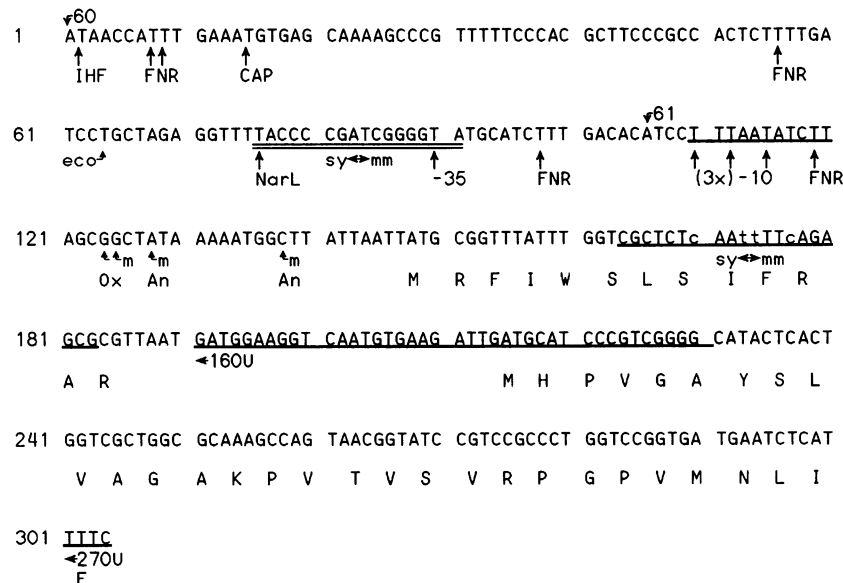 60
1 ATAACCATTT GAAATGTGAG CAAAAGCCCG TTTTTCCCAC GCTTCCCGCC ACTCTTTTGA
IHF FNR CAP FNR
61
61 TCCTGCTAGA GGTTTTACCC CGATCGGGGT ATGCATCTTT GACACATCCT TTAATATCTT
eco sy mm
NarL -35 FNR (3x) -10 FNR
121 AGCGGCTATA AAAATGGCTT ATTAATTATG CGGTTTATTT GGTCGCTCTc AAttTTcAGA
m m m sy mm
Ox An An M R F I W S L S I F R
181 GCGCGTTAAT GATGGAAGGT CAATGTGAAG ATTGATGCAT CCCGTCGGGG CATACTCACT
160U
A R M H P V G A Y S L
241 GGTCGCTGGC GCAAAGCCAG TAACGGTATC CGTCCGCCCT GGTCCGGTGA TGAATCTCAT
V A G A K P V T V S V R P G P V M N L I
301 TTTC
270U
F